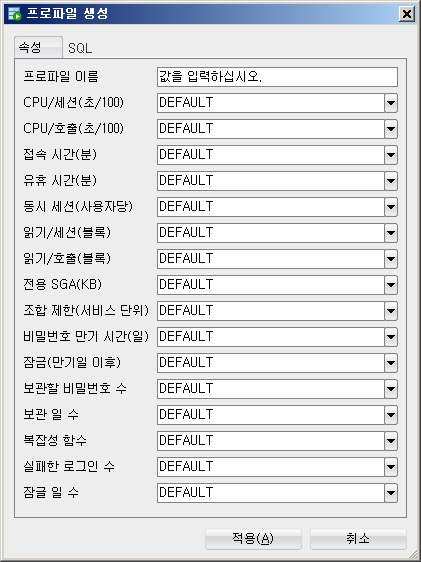 프로파일 생성
속성 SQL
프로파일 이름 값을 입력하십시오.
CPU/세션(초/100) DEFAULT
CPU/호출(초/100) DEFAULT
접속 시간(분) DEFAULT
유휴 시간(분) DEFAULT
동시 세션(사용자당) DEFAULT
읽기/세션(블록) DEFAULT
읽기/호출(블록) DEFAULT
전용 SGA(KB) DEFAULT
조합 제한(서비스 단위) DEFAULT
비밀번호 만기 시간(일) DEFAULT
잠금(만기일 이후) DEFAULT
보관할 비밀번호 수 DEFAULT
보관 일 수 DEFAULT
복잡성 함수 DEFAULT
실패한 로그인 수 DEFAULT
잠글 일 수 DEFAULT
적용(A) 취소